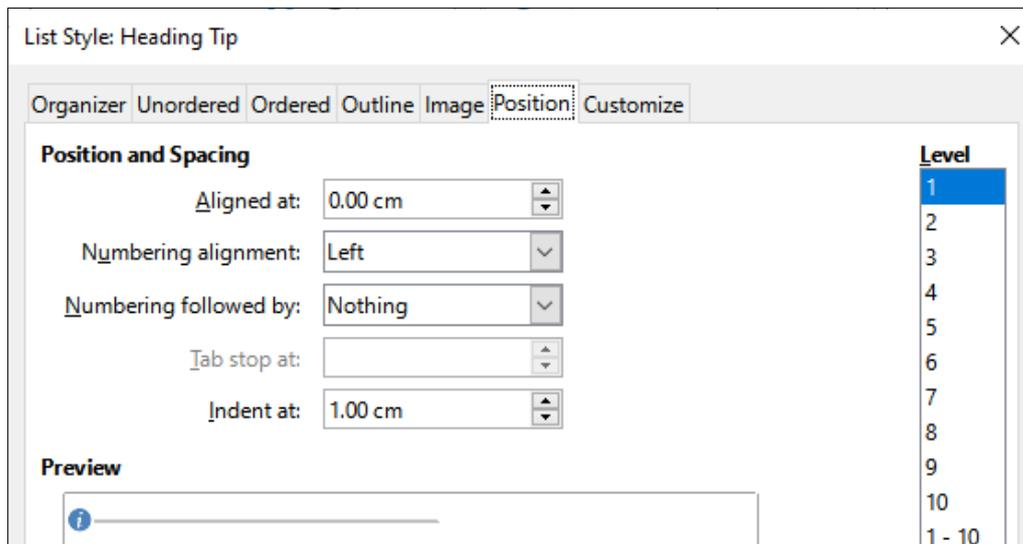 List Style: Heading Tip
Organizer Unordered Ordered Outline Image Position Customize
Position and Spacing
Level
Aligned at: 0.00 cm
1
Numbering alignment: Left
2
3
Numbering followed by: Nothing
4
5
Tab stop at:
6
Indent at: 1.00 cm
7
8
Preview
9
10
1 - 10